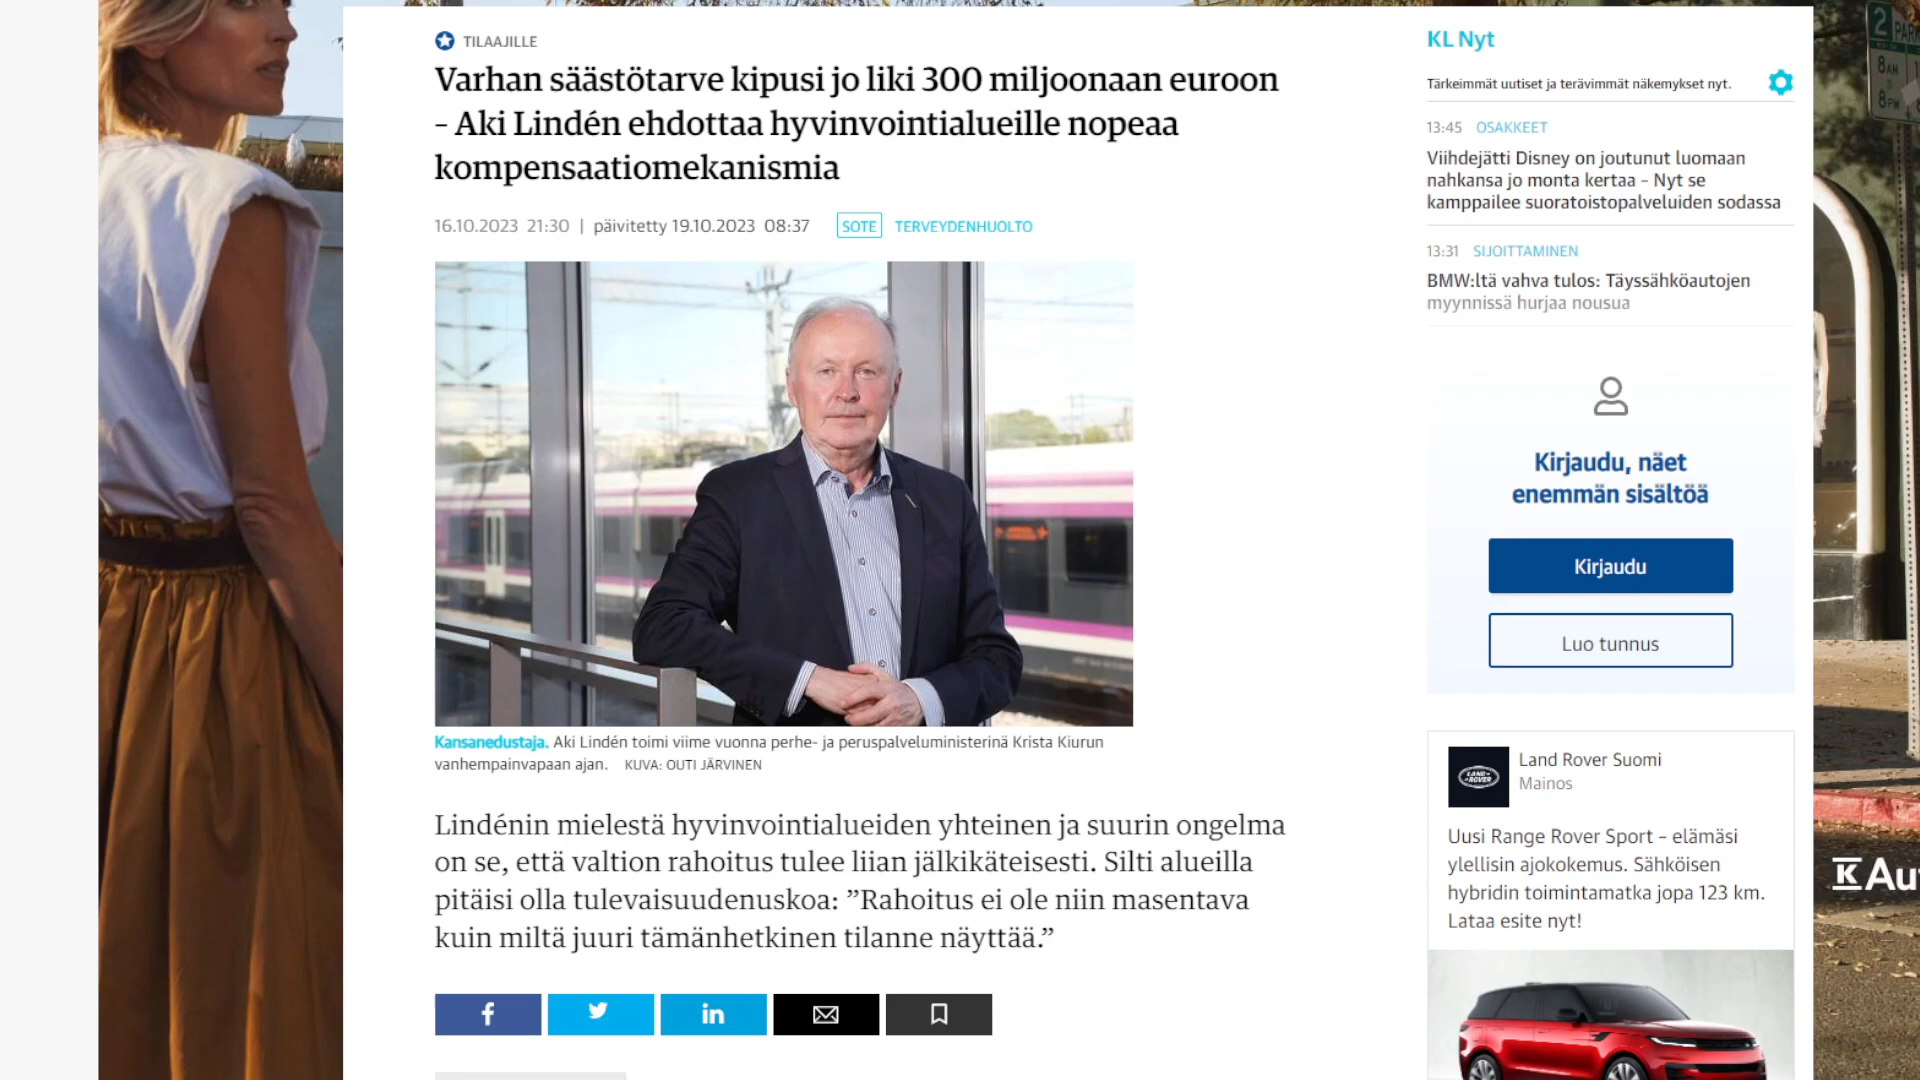 TILAAJILLE
Varhan säästötarve kipusi jo liki 300 miljoonaan euroon
– Aki Lindén ehdottaa hyvinvointialueille nopeaa
kompensaatiomekanismia
16.10.2023 21:30 | päivitetty 19.10.2023 08:37 SOTE TERVEYDENHUOLTO
Kansanedustaja. Aki Lindén toimi viime vuonna perhe- ja peruspalveluministerinä Krista Kiurun
vanhempainvapaan ajan. KUVA: OUTI JÄRVINEN
Lindénin mielestä hyvinvointialueiden yhteinen ja suurin ongelma
on se, että valtion rahoitus tulee liian jälkikäteisesti. Silti alueilla
pitäisi olla tulevaisuudenuskoa: ”Rahoitus ei ole niin masentava
kuin miltä juuri tämänhetkinen tilanne näyttää.”
KL Nyt
Tärkeimmät uutiset ja terävimmät näkemykset nyt.
13:45 OSAKKEET
Viihdejätti Disney on joutunut luomaan
nahkansa jo monta kertaa – Nyt se
kamppailee suoratoistopalveluiden sodassa
13:31 SIJOITTAMINEN
BMW:ltä vahva tulos: Täyssähköautojen
myynnissä hurjaa nousua
Kirjaudu, näet
enemmän sisältöä
Kirjaudu
Luo tunnus
LAND ROVER
Land Rover Suomi
Mainos
Uusi Range Rover Sport – elämäsi
ylellisin ajokokemus. Sähköisen
hybridin toimintamatka jopa 123 km.
Lataa esite nyt!
2 PARK
8AM
8PM
K Au